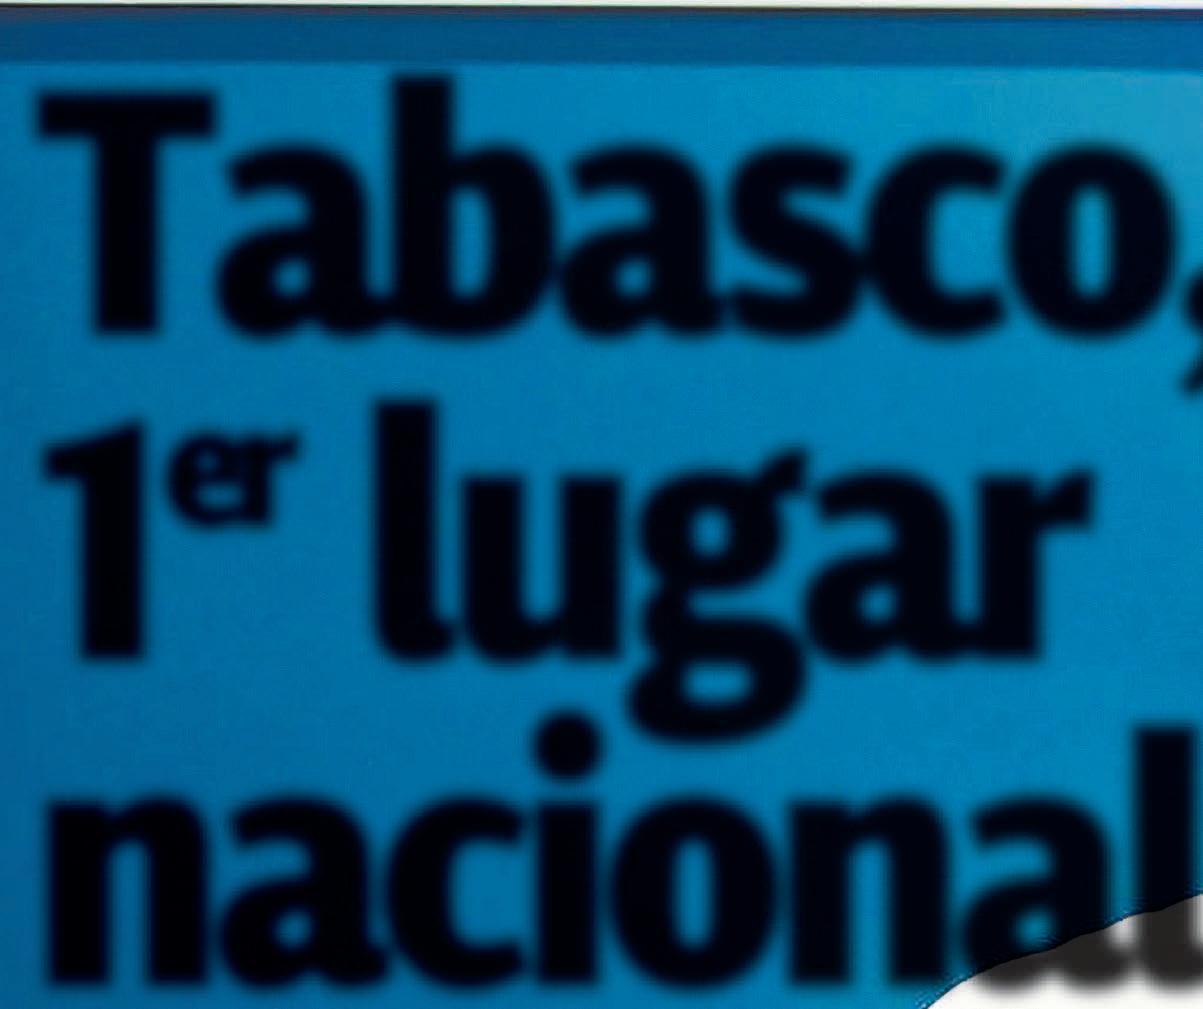 Tabasco,
1er lugar
nacional